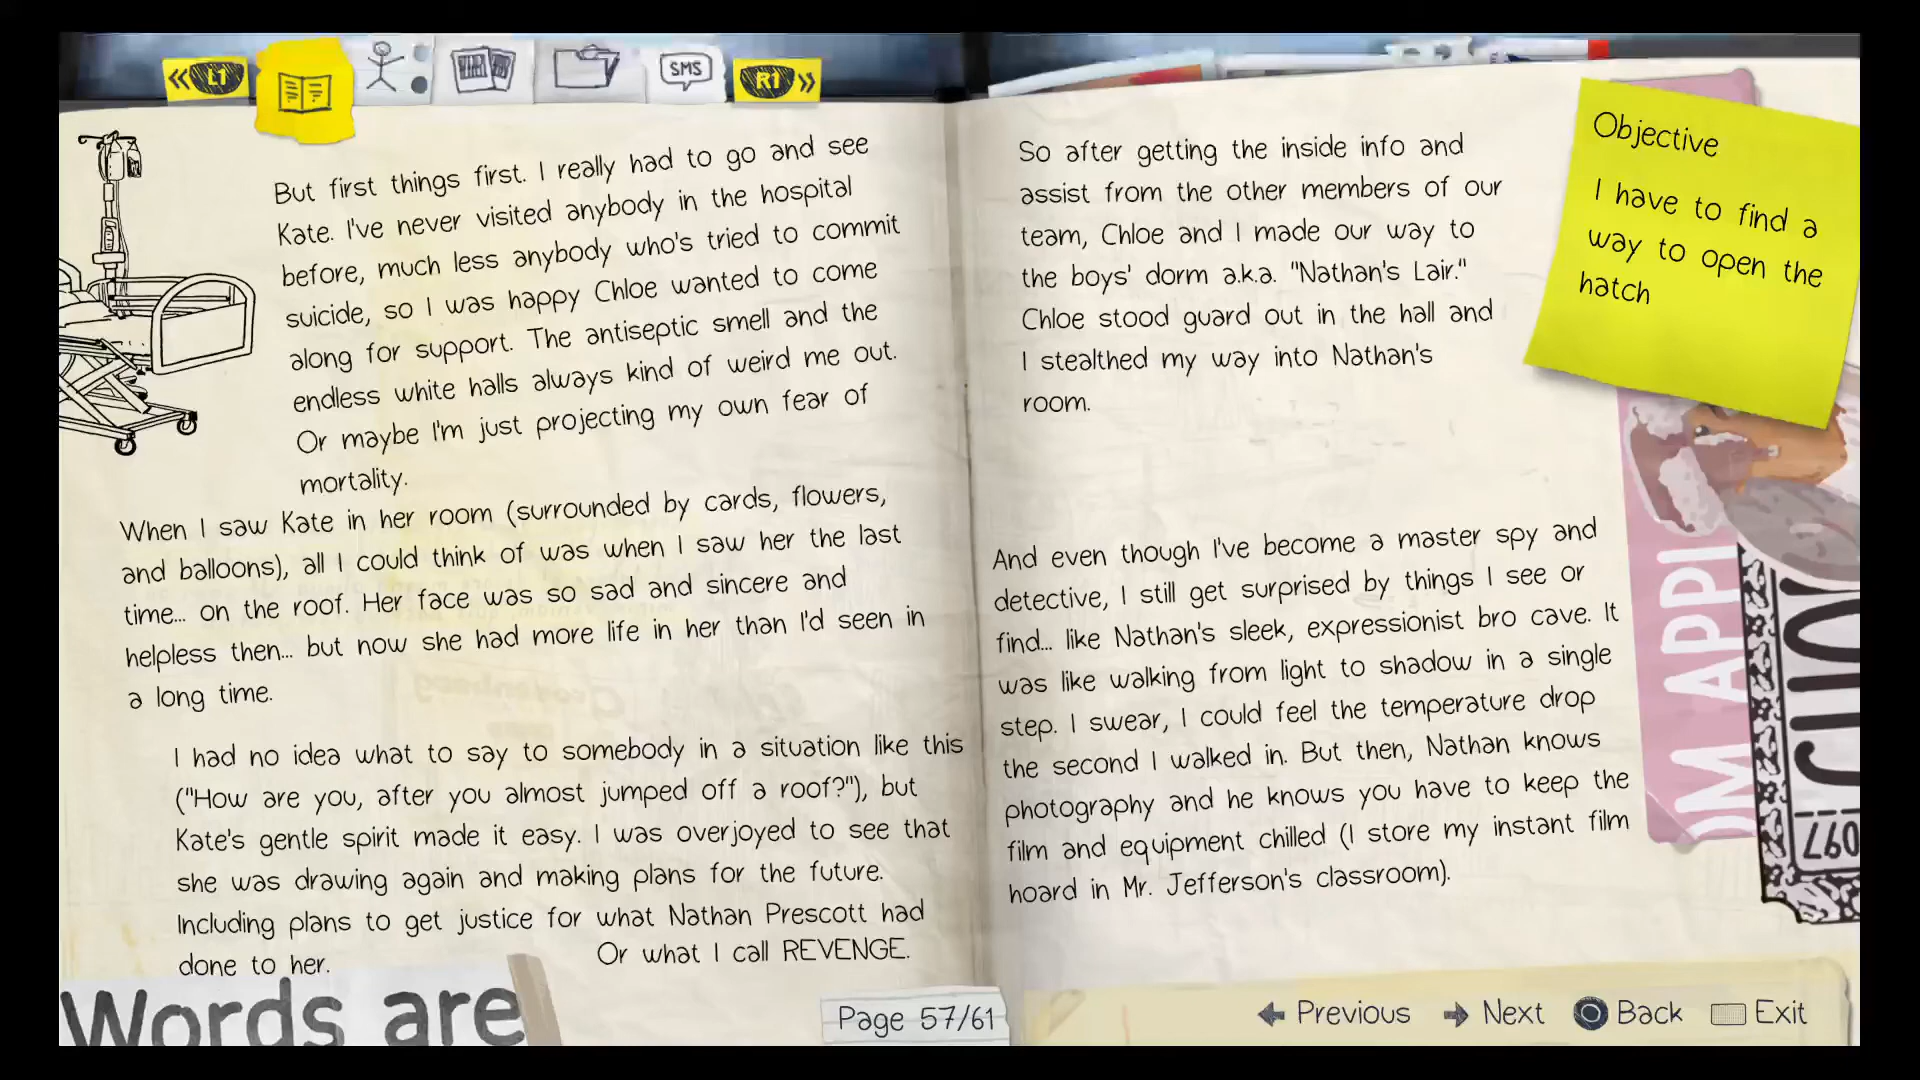 L1
SMS
R1
But first things first. I really had to go and see
Kate. I've never visited anybody in the hospital
before, much less anybody who's tried to commit
suicide, so I was happy Chloe wanted to come
along for support. The antiseptic smell and the
endless white halls always kind of weird me out.
Or maybe I'm just projecting my own fear of
mortality.
When I saw Kate in her room (surrounded by cards, flowers,
and balloons), all I could think of was when I saw her the last
time... on the roof. Her face was so sad and sincere and
helpless then... but now she had more life in her than I'd seen in
a long time.
I had no idea what to say to somebody in a situation like this
("How are you, after you almost jumped off a roof?"), but
Kate's gentle spirit made it easy. I was overjoyed to see that
she was drawing again and making plans for the future.
Including plans to get justice for what Nathan Prescott had
done to her.
Or what I call REVENGE.
Words are
Page 57/61
So after getting the inside info and
assist from the other members of our
team, Chloe and I made our way to
the boys' dorm a.k.a. "Nathan's Lair."
Chloe stood guard out in the hall and
I stealthed my way into Nathan's
room.
And even though I've become a master spy and
detective, I still get surprised by things I see or
find... like Nathan's sleek, expressionist bro cave. It
was like walking from light to shadow in a single
step. I swear, I could feel the temperature drop
the second I walked in. But then, Nathan knows
photography and he knows you have to keep the
film and equipment chilled (I store my instant film
hoard in Mr. Jefferson's classroom).
Objective
I have to find a
way to open the
hatch
Previous
Next
Back
Exit